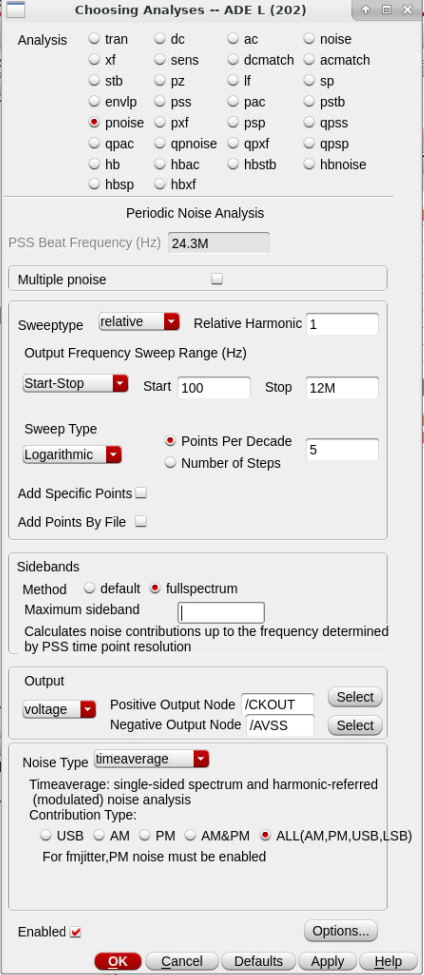 Choosing Analyses -- ADE L (202)
Analysis tran dc ac noise
xf sens dcmatch acmatch
stb pz lf sp
envlp pss pac pstb
pnoise pxf psp qpss
qpac qpnoise qpxf qpsp
hb hbac hbstb hbnoise
hbsp hbxf
Periodic Noise Analysis
PSS Beat Frequency (Hz) 24.3M
Multiple pnoise
Sweeptype relative Relative Harmonic 1
Output Frequency Sweep Range (Hz)
Start-Stop Start 100 Stop 12M
Sweep Type
Logarithmic Points Per Decade 5
Number of Steps
Add Specific Points
Add Points By File
Sidebands
Method default fullspectrum
Maximum sideband
Calculates noise contributions up to the frequency determined
by PSS time point resolution
Output
voltage Positive Output Node /CKOUT Select
Negative Output Node /AVSS Select
Noise Type timeaverage
Timeaverage: single-sided spectrum and harmonic-referred
(modulated) noise analysis
Contribution Type:
USB AM PM AM&PM ALL(AM,PM,USB,LSB)
For fmjitter,PM noise must be enabled
Enabled Options...
OK Cancel Defaults Apply Help